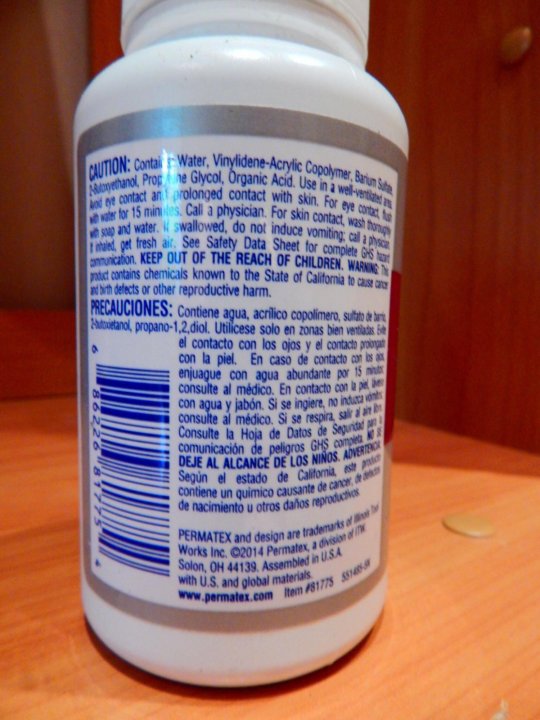 CAUTION: Contains Water, Vinylidene-Acrylic Copolymer, Barium Sulfate,
2-Butoxyethanol, Propylene Glycol, Organic Acid. Use in a well-ventilated area.
Avoid eye contact and prolonged contact with skin. For eye contact, flush
with water for 15 minutes. Call a physician. For skin contact, wash thoroughly
with soap and water. If swallowed, do not induce vomiting; call a physician.
If inhaled, get fresh air. See Safety Data Sheet for complete GHS hazard
communication. KEEP OUT OF THE REACH OF CHILDREN. WARNING: This
product contains chemicals known to the State of California to cause cancer
and birth defects or other reproductive harm.
PRECAUCIONES: Contiene agua, acrílico copolímero, sulfato de bario,
2-butoxietanol, propano-1,2,diol. Utilicese solo en zonas bien ventiladas. Evite
el contacto con los ojos y el contacto prolongado
con la piel. En caso de contacto con los ojos,
enjuague con agua abundante por 15 minutos
consulte al médico. En contacto con la piel, lávese
con agua y jabón. Si se ingiere, no induzca vómitos;
consulte al médico. Si se respira, salir al aire libre.
Consulte la Hoja de Datos de Seguridad para la
comunicación de peligros GHS completa. NO SE
DEJE AL ALCANCE DE LOS NIÑOS. ADVERTENCIA:
Según el estado de California, este producto
contiene un químico causante de cancer, de defectos
de nacimiento u otros daños reproductivos.
6 86226 81775 4
PERMATEX and design are trademarks of Illinois Tool
Works Inc. ©2014 Permatex, a division of ITW.
Solon, OH 44139. Assembled in U.S.A.
with U.S. and global materials.
www.permatex.com Item #81775